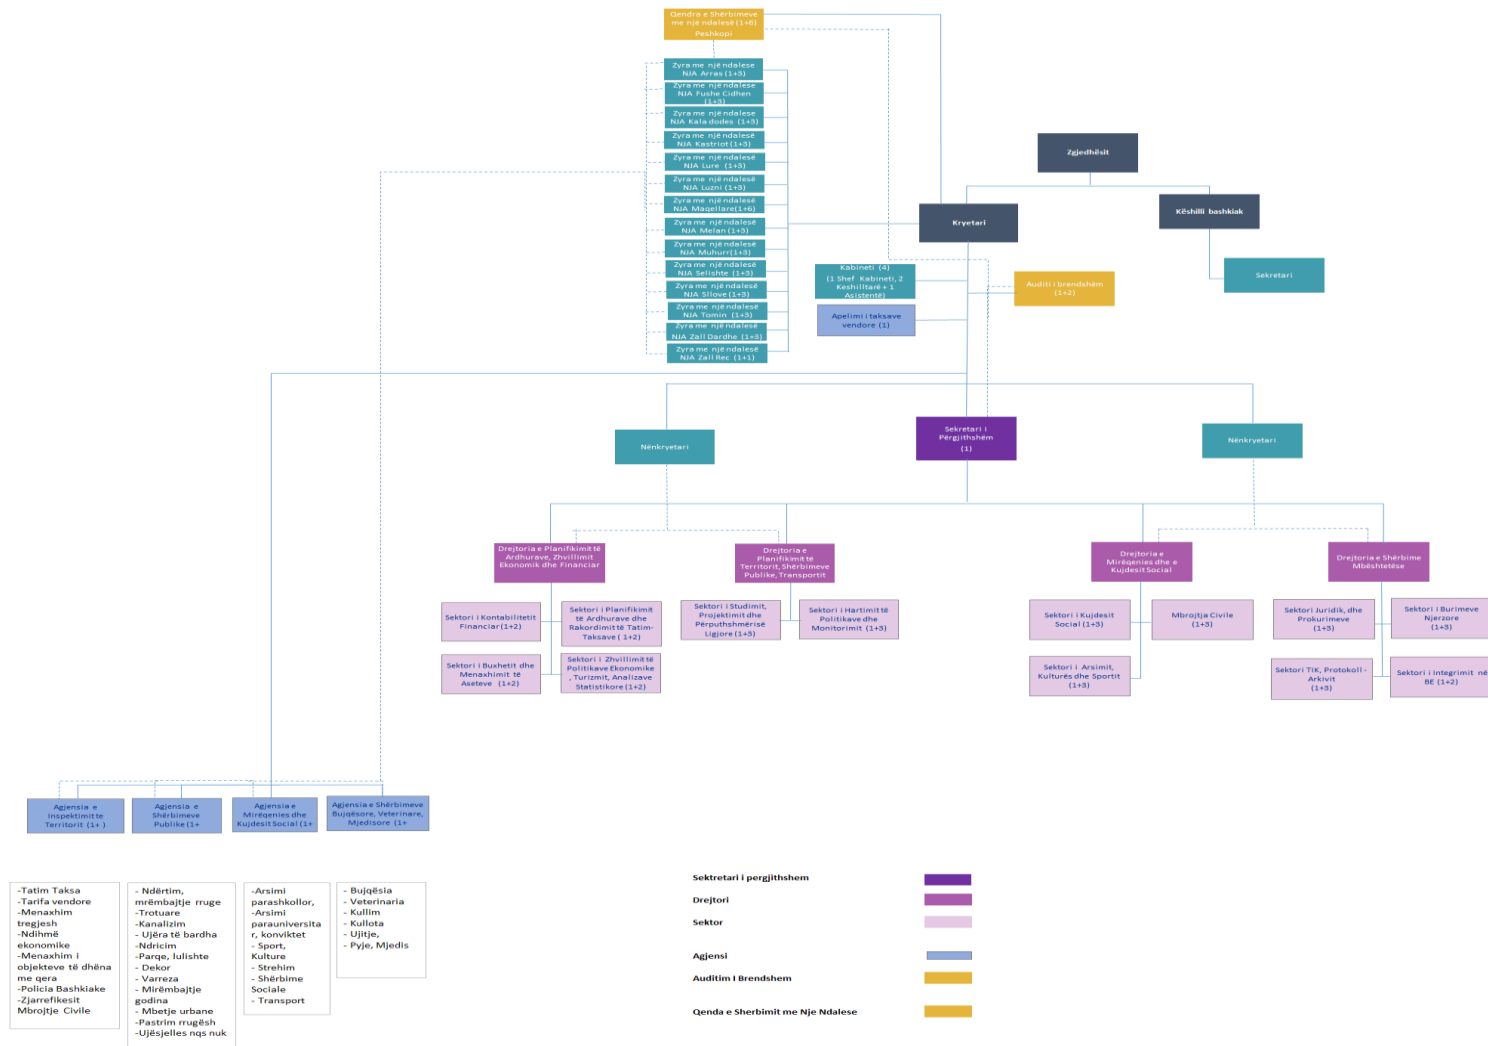 Qendra e Shërbimeve
me një ndalesë (1+6)
Peshkopi
Zyra me një ndalese
NJA Arras (1+3)
Zyra me një ndalese
NJA Fushe Cidhen
(1+3)
Zyra me një ndalese
NJA Kala dodes (1+3)
Zyra me një ndalesë
NJA Kastriot (1+3)
Zyra me një ndalesë
NJA Lure (1+3)
Zyra me një ndalesë
NJA Luzni (1+3)
Zyra me një ndalesë
NJA Maqellare(1+6)
Zyra me një ndalesë
NJA Melan (1+3)
Zyra me një ndalesë
NJA Muhurr(1+3)
Zyra me një ndalesë
NJA Selishte (1+3)
Zyra me një ndalesë
NJA Sllove (1+3)
Zyra me një ndalesë
NJA Tomin (1+3)
Zyra me një ndalesë
NJA Zall Dardhe (1+3)
Zyra me një ndalesë
NJA Zall Rec (1+1)
Zgjedhësit
Kryetari
Këshilli bashkiak
Sekretari
Kabineti (4)
(1 Shef Kabineti, 2
Keshilltarë + 1
Asistentë)
Auditi i brendshëm
(1+2)
Apelimi i taksave
vendore (1)
Nënkryetari
Sekretari i
Përgjithshëm
(1)
Nënkryetari
Drejtoria e Planifikimit të
Ardhurave, Zhvillimit
Ekonomik dhe Financiar
Drejtoria e
Planifikimit të
Territorit, Shërbimeve
Publike, Transportit
Drejtoria e
Mirëqenies dhe e
Kujdesit Social
Drejtoria e Shërbime
Mbështetëse
Sektori i Kontabilitetit
Financiar (1+2)
Sektori i Planifikimit
të Ardhurave dhe
Rakordimit të Tatim-
Taksave ( 1+2)
Sektori i Studimit,
Projektimit dhe
Përputhshmërisë
Ligjore (1+3)
Sektori i Hartimit të
Politikave dhe
Monitorimit (1+3)
Sektori i Kujdesit
Social (1+3)
Mbrojtja Civile
(1+3)
Sektori Juridik, dhe
Prokurimeve
(1+3)
Sektori i Burimeve
Njerzore
(1+3)
Sektori i Buxhetit dhe
Menaxhimit të
Aseteve (1+2)
Sektori i Zhvillimit të
Politikave Ekonomike
, Turizmit, Analizave
Statistikore (1+2)
Sektori i Arsimit,
Kulturës dhe Sportit
(1+3)
Sektori TIK, Protokoll -
Arkivit
(1+3)
Sektori i Integrimit në
BE (1+2)
Agjensia e
Inspektimit te
Territorit (1+ )
Agjensia e
Shërbimeve
Publike (1+
Agjensia e
Mirëqenies dhe
Kujdesit Social (1+
Agjensia e Shërbimeve
Bujqësore, Veterinare,
Mjedisore (1+
-Tatim Taksa
-Tarifa vendore
-Menaxhim
tregjesh
-Ndihmë
ekonomike
-Menaxhim i
objekteve të dhëna
me qera
-Policia Bashkiake
-Zjarrefikesit
Mbrojtje Civile
- Ndërtim,
mrëmbajtje rruge
-Trotuare
-Kanalizim
- Ujëra të bardha
-Ndricim
-Parqe, lulishte
- Dekor
- Varreza
- Mirëmbajtje
godina
- Mbetje urbane
-Pastrim rrugësh
-Ujësjelles nqs nuk
-Arsimi
parashkollor,
-Arsimi
parauniversita
r, konviktet
- Sport,
Kulture
- Strehim
- Shërbime
Sociale
- Transport
- Bujqësia
- Veterinaria
- Kullim
- Kullota
- Ujitje,
- Pyje, Mjedis
Sektretari i pergjithshem
Drejtori
Sektor
Agjensi
Auditim I Brendshem
Qenda e Sherbimit me Nje Ndalese